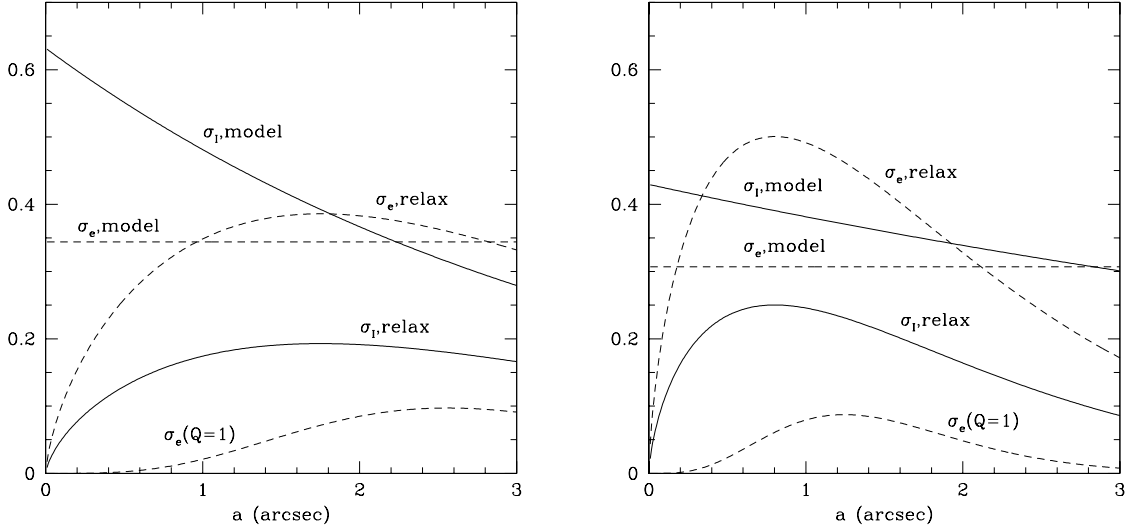 0.6
0.4
0.2
0
σI,model
σe,relax
σe,model
σI,relax
σe(Q=1)
0 1 2 3
a (arcsec)
0.6
0.4
0.2
0
σe,relax
σI,model
σe,model
σI,relax
σe(Q=1)
0 1 2 3
a (arcsec)